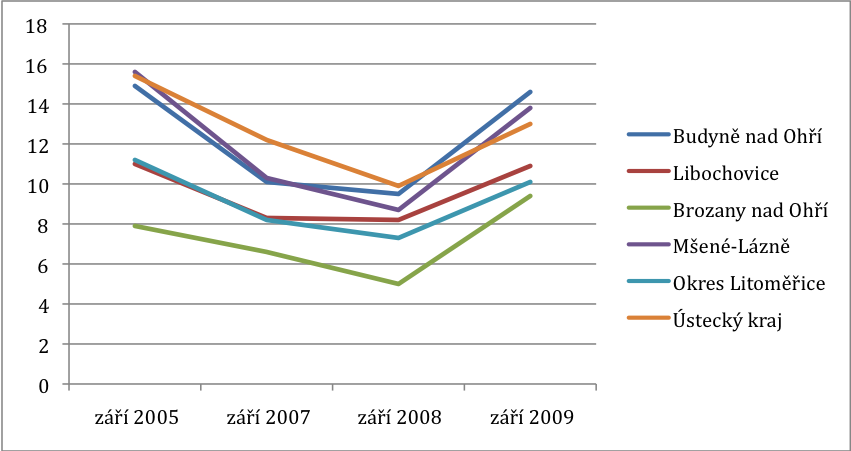 18
16
14
12
10
8
6
4
2
0
září 2005 září 2007 září 2008 září 2009
Budyně nad Ohří
Libochovice
Brozany nad Ohří
Mšené-Lázně
Okres Litoměřice
Ústecký kraj